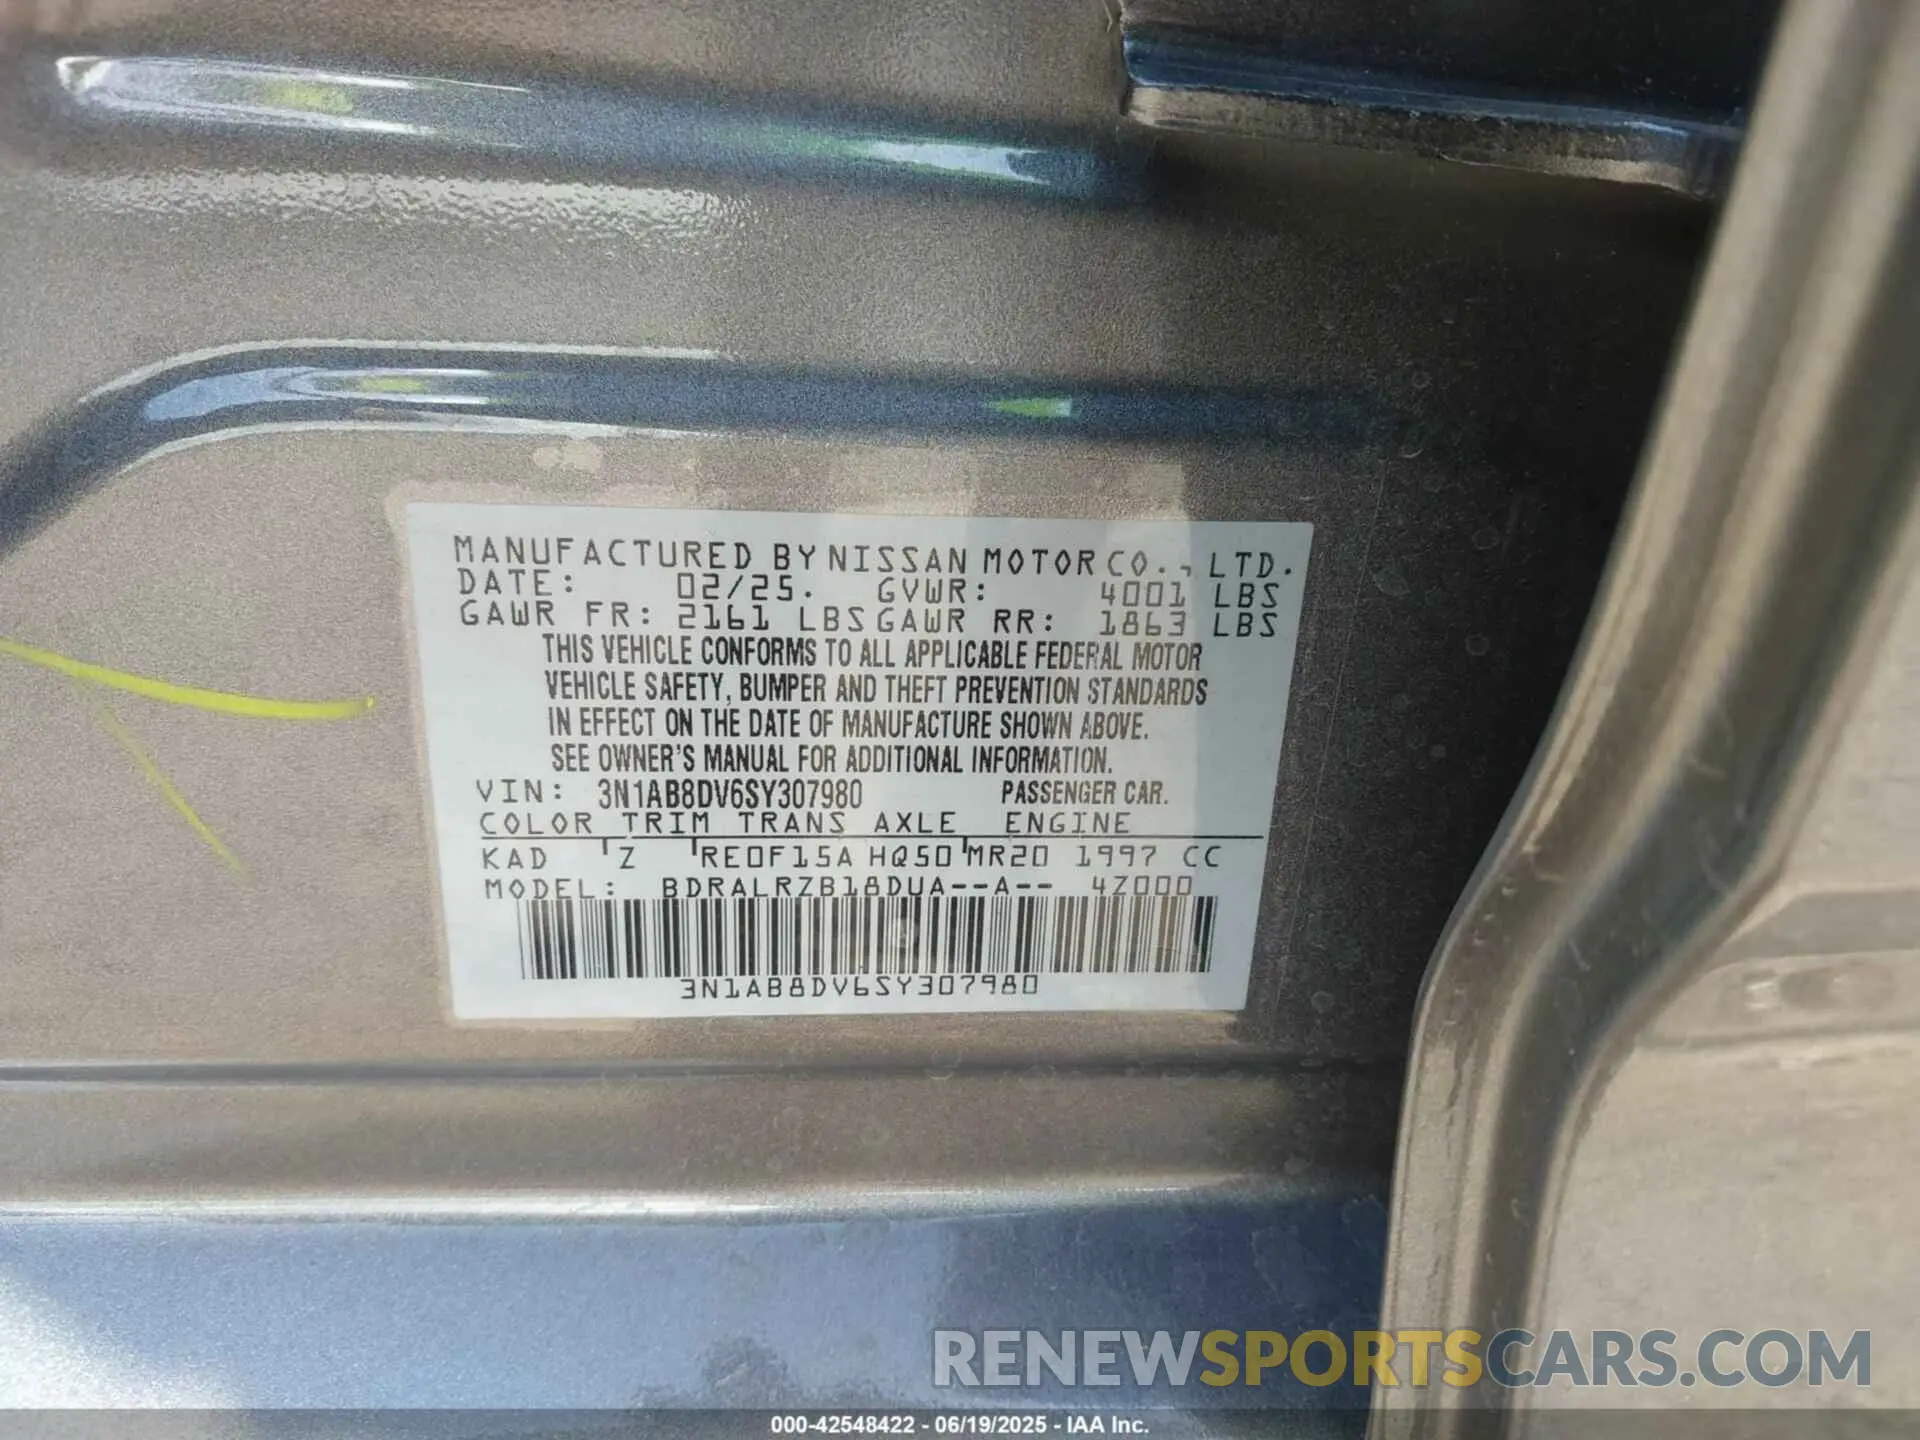 MANUFACTURED BY NISSAN MOTOR CO., LTD.
DATE: 02/25. GVWR: 4001 LBS
GAWR FR: 2161 LBS GAWR RR: 1863 LBS
THIS VEHICLE CONFORMS TO ALL APPLICABLE FEDERAL MOTOR
VEHICLE SAFETY, BUMPER AND THEFT PREVENTION STANDARDS
IN EFFECT ON THE DATE OF MANUFACTURE SHOWN ABOVE.
SEE OWNER'S MANUAL FOR ADDITIONAL INFORMATION.
VIN: 3N1AB8DV6SY307980 PASSENGER CAR.
COLOR TRIM TRANS AXLE ENGINE
KAD Z RE0F15A HQ50 MR20 1997 CC
MODEL: BDRALRZB18DUA--A-- 4Z000
3N1AB8DV6SY307980
RENEWSPORTSCARS.COM
000-42548422 - 06/19/2025 - IAA Inc.